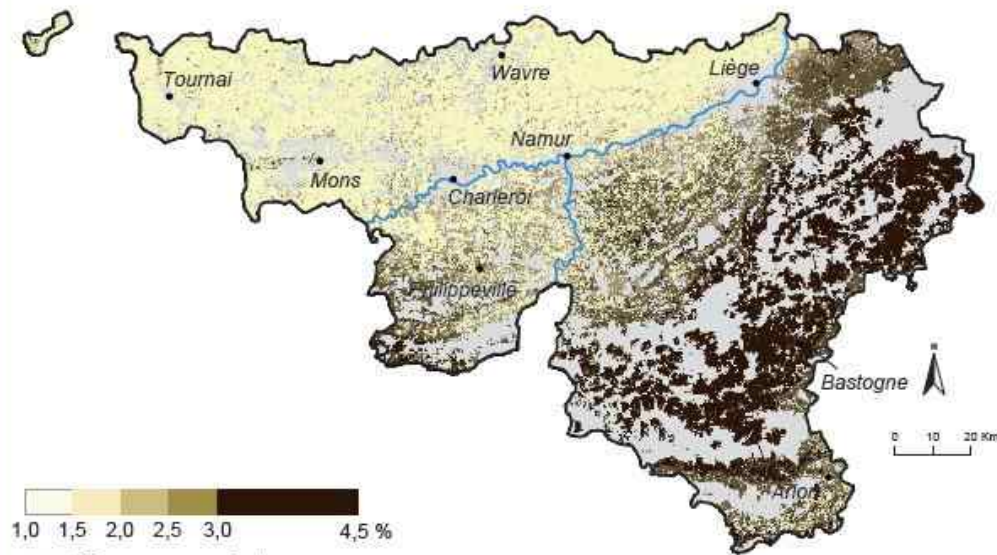 Tournai
Wavre
Liège
Namur
Mons
Charleroi
Philippeville
Bastogne
N
0 10 20 Km
Arlon
1,0 1,5 2,0 2,5 3,0 4,5 %